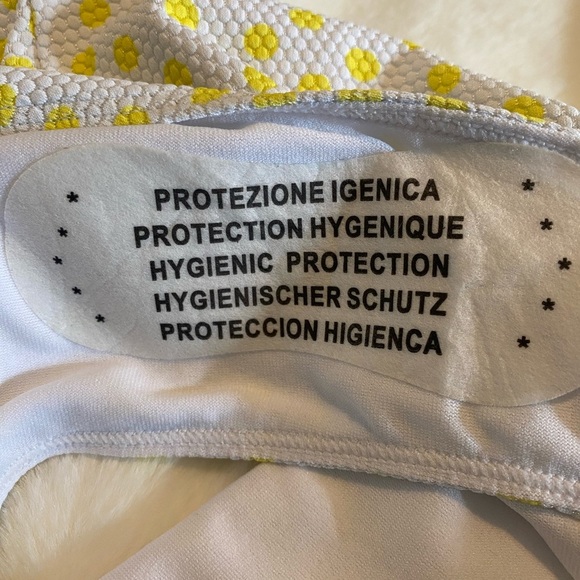 PROTEZIONE IGENICA
PROTECTION HYGENIQUE
HYGIENIC PROTECTION
HYGIENISCHER SCHUTZ
PROTECCION HIGIENCA